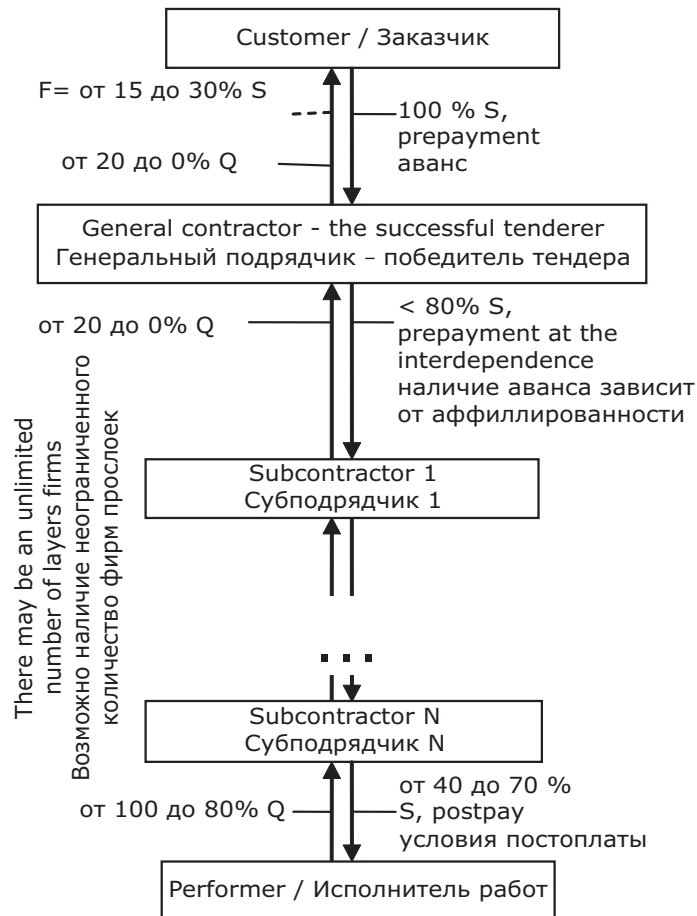 Customer / Заказчик
F= от 15 до 30% S
100 % S,
prepayment
аванс
от 20 до 0% Q
General contractor - the successful tenderer
Генеральный подрядчик – победитель тендера
от 20 до 0% Q
< 80% S,
prepayment at the
interdependence
наличие аванса зависит
от аффиллированности
There may be an unlimited
number of layers firms
Возможно наличие неограниченного
количество фирм прослоек
Subcontractor 1
Субподрядчик 1
...
Subcontractor N
Субподрядчик N
от 100 до 80% Q
от 40 до 70 %
S, postpay
условия постоплаты
Performer / Исполнитель работ